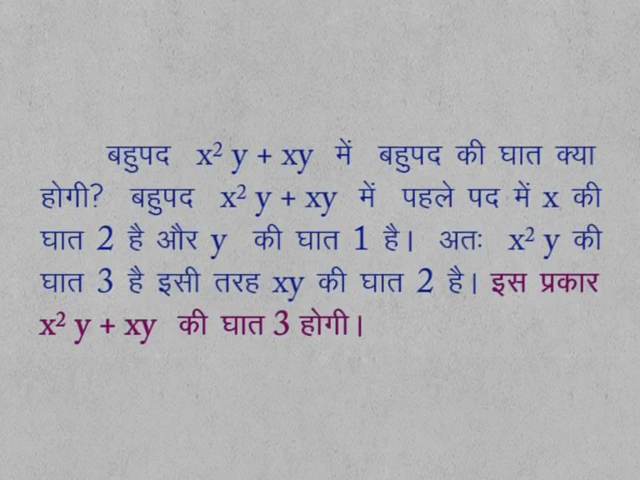 बहुपद x² y + xy में बहुपद की घात क्या
होगी? बहुपद x² y + xy में पहले पद में x की
घात 2 है और y की घात 1 है। अतः x² y की
घात 3 है इसी तरह xy की घात 2 है। इस प्रकार
x² y + xy की घात 3 होगी।